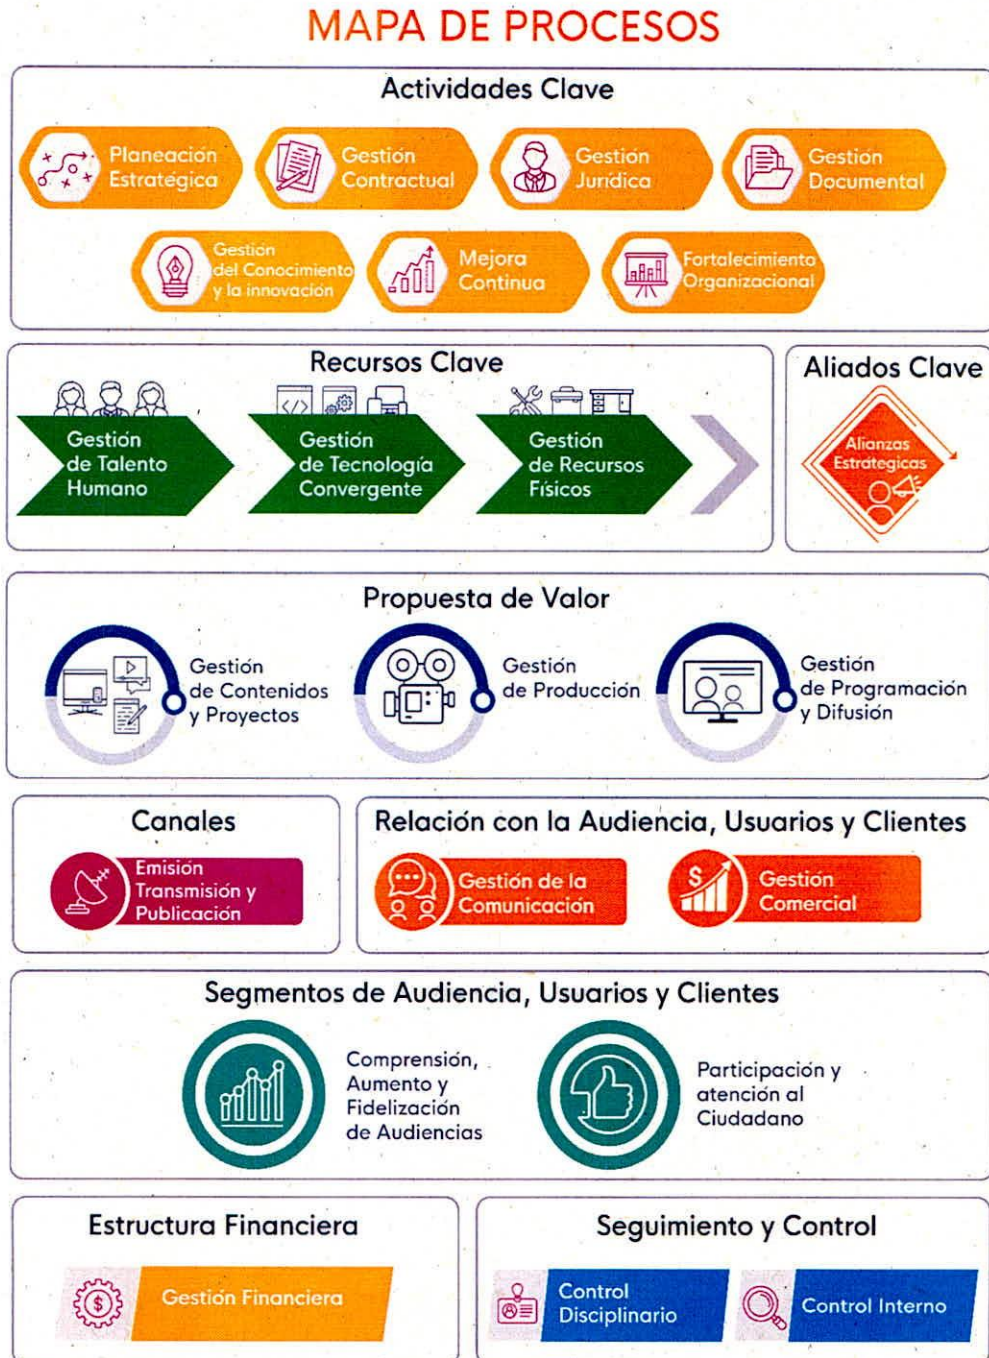 MAPA DE PROCESOS
Actividades Clave
Planeación
Estratégica
Gestión
Contractual
Gestión
Jurídica
Gestión
Documental
Gestión
del Conocimiento
y la innovación
Mejora
Continua
Fortalecimiento
Organizacional
Recursos Clave
Gestión
de Talento
Humano
Gestión
de Tecnología
Convergente
Gestión
de Recursos
Físicos
Aliados Clave
Alianzas
Estrategicas
Propuesta de Valor
Gestión
de Contenidos
y Proyectos
Gestión
de Producción
Gestión
de Programación
y Difusión
Canales
Emisión
Transmisión y
Publicación
Relación con la Audiencia, Usuarios y Clientes
Gestión de la
Comunicación
$
Gestión
Comercial
Segmentos de Audiencia, Usuarios y Clientes
Comprensión,
Aumento y
Fidelización
de Audiencias
Participación y
atención al
Ciudadano
Estructura Financiera
$
Gestión Financiera
Seguimiento y Control
Control
Disciplinario
Control Interno